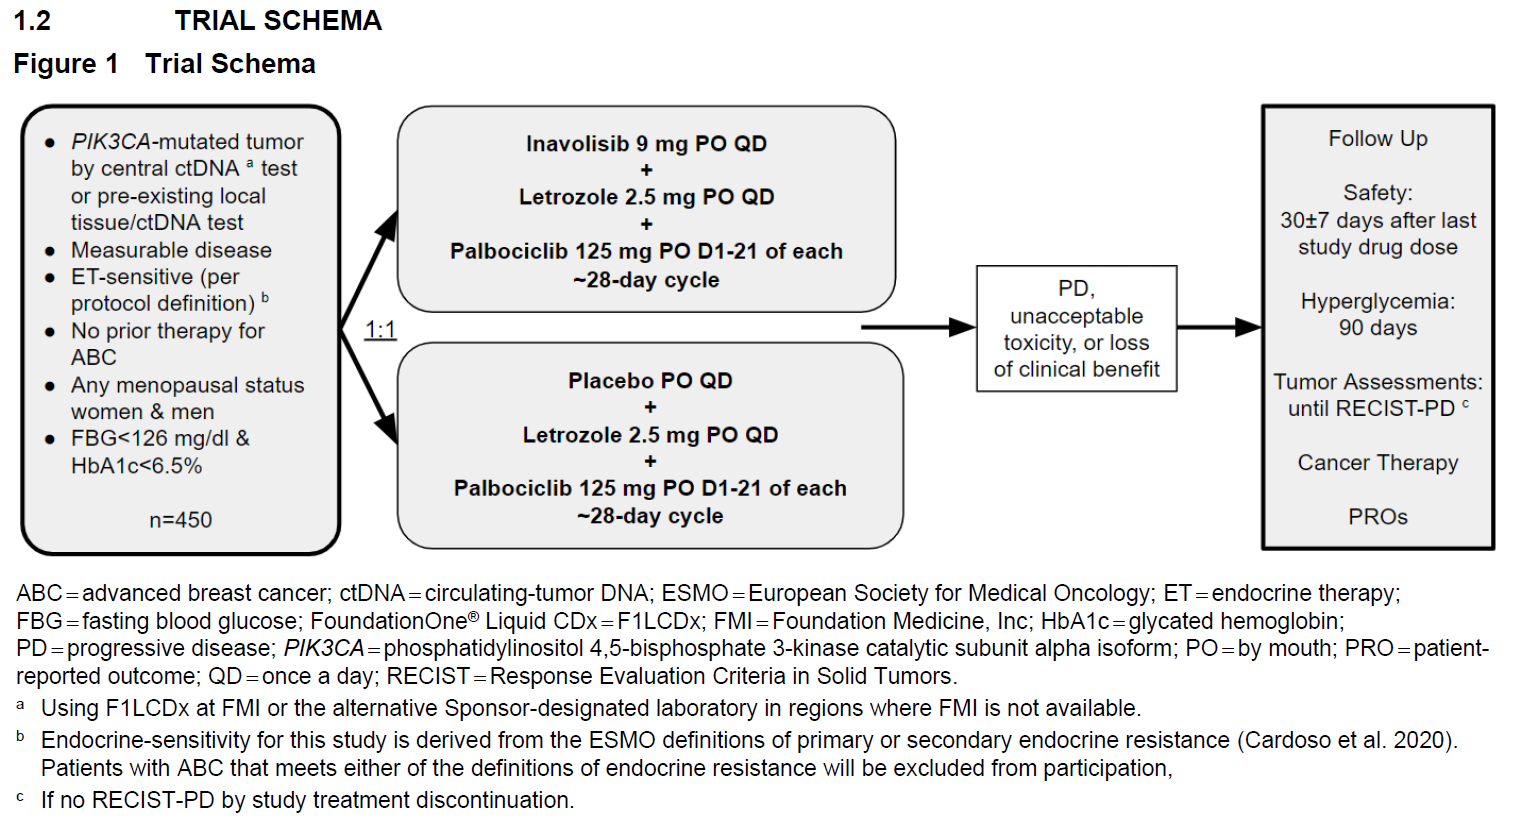 1.2 TRIAL SCHEMA
Figure 1 Trial Schema
● PIK3CA-mutated tumor
by central ctDNA a test
or pre-existing local
tissue/ctDNA test
● Measurable disease
● ET-sensitive (per
protocol definition) b
● No prior therapy for
ABC
● Any menopausal status
women & men
● FBG<126 mg/dl &
HbA1c<6.5%
n=450
1:1
Inavolisib 9 mg PO QD
+
Letrozole 2.5 mg PO QD
+
Palbociclib 125 mg PO D1-21 of each
~28-day cycle
Placebo PO QD
+
Letrozole 2.5 mg PO QD
+
Palbociclib 125 mg PO D1-21 of each
~28-day cycle
PD,
unacceptable
toxicity, or loss
of clinical benefit
Follow Up
Safety:
30±7 days after last
study drug dose
Hyperglycemia:
90 days
Tumor Assessments:
until RECIST-PD c
Cancer Therapy
PROs
ABC=advanced breast cancer; ctDNA=circulating-tumor DNA; ESMO=European Society for Medical Oncology; ET=endocrine therapy;
FBG=fasting blood glucose; FoundationOne® Liquid CDx=F1LCDx; FMI=Foundation Medicine, Inc; HbA1c=glycated hemoglobin;
PD=progressive disease; PIK3CA=phosphatidylinositol 4,5-bisphosphate 3-kinase catalytic subunit alpha isoform; PO=by mouth; PRO=patient-
reported outcome; QD=once a day; RECIST=Response Evaluation Criteria in Solid Tumors.
a Using F1LCDx at FMI or the alternative Sponsor-designated laboratory in regions where FMI is not available.
b Endocrine-sensitivity for this study is derived from the ESMO definitions of primary or secondary endocrine resistance (Cardoso et al. 2020).
Patients with ABC that meets either of the definitions of endocrine resistance will be excluded from participation,
c If no RECIST-PD by study treatment discontinuation.